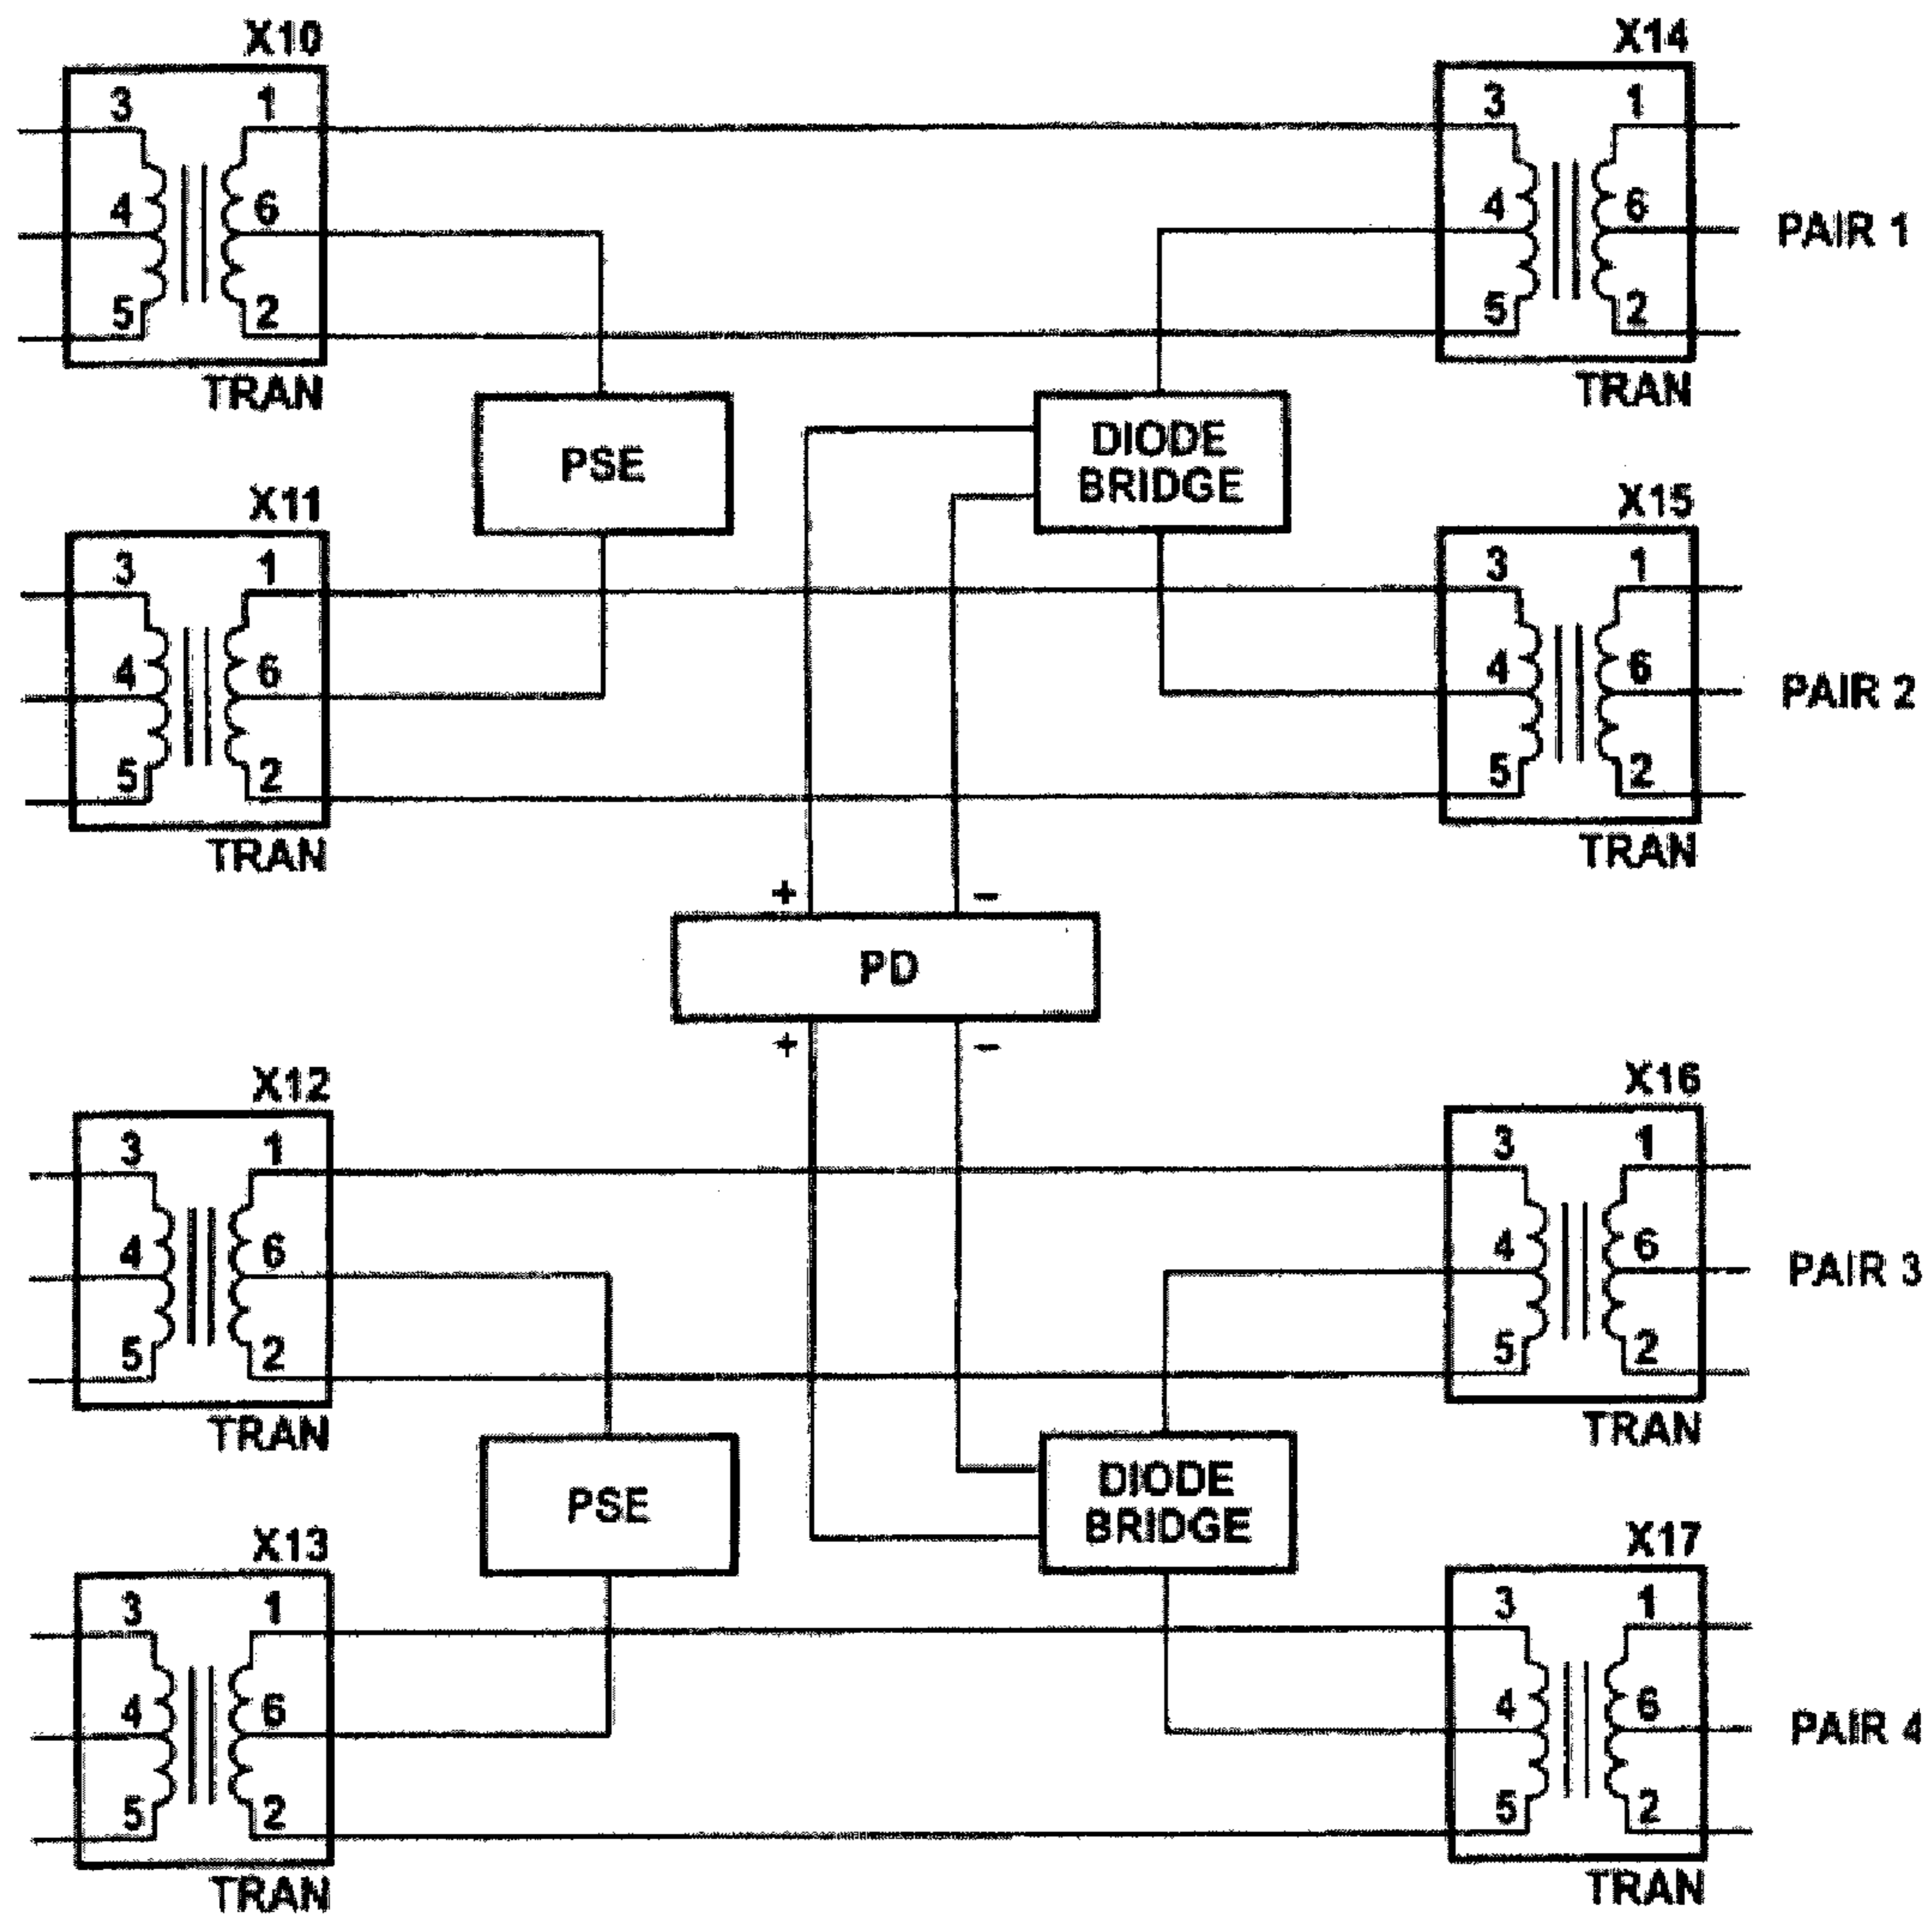 X10 X14
3 1 3 1
4 6 4 6 PAIR 1
5 2 5 2
TRAN TRAN
PSE DIODE
BRIDGE
X11 X15
3 1 3 1
4 6 4 6 PAIR 2
5 2 5 2
TRAN TRAN
+ −
PD
+ −
X12 X16
3 1 3 1
4 6 4 6 PAIR 3
5 2 5 2
TRAN TRAN
PSE DIODE
BRIDGE
X13 X17
3 1 3 1
4 6 4 6 PAIR 4
5 2 5 2
TRAN TRAN